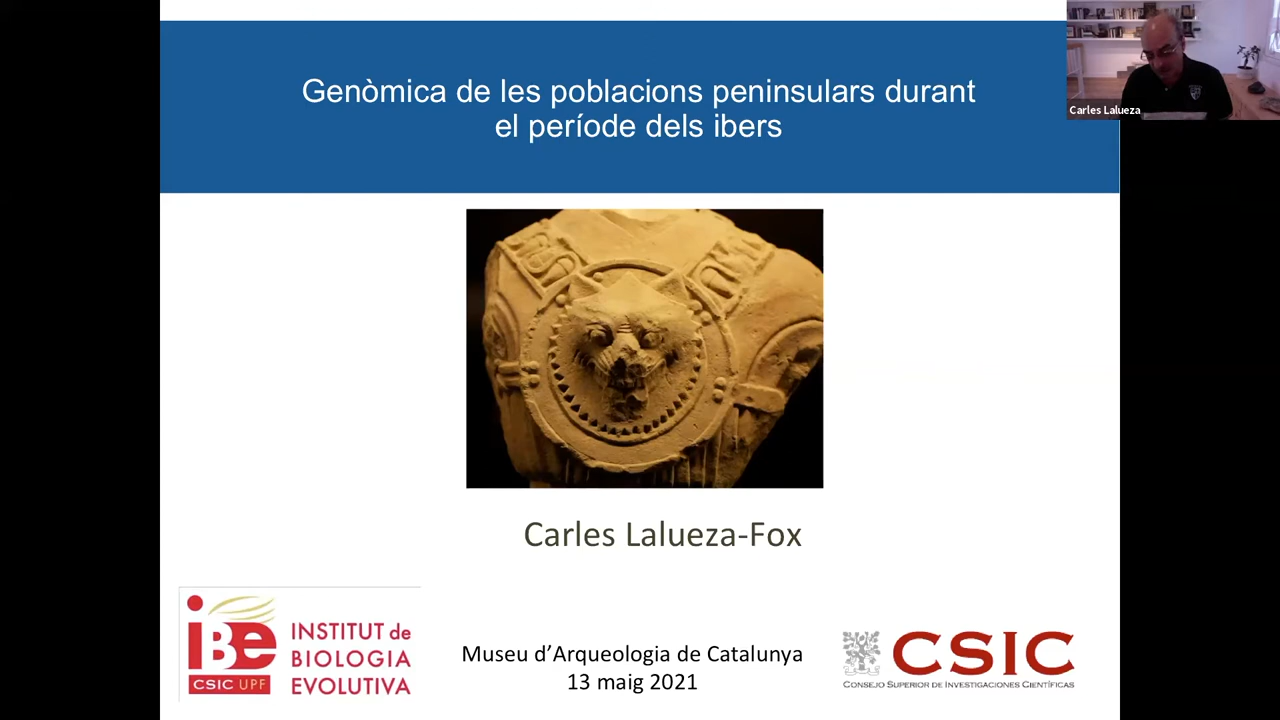 Genòmica de les poblacions peninsulars durant
el període dels ibers
Carles Lalueza
Carles Lalueza-Fox
iBe
CSIC UPF
INSTITUT de
BIOLOGIA
EVOLUTIVA
Museu d’Arqueologia de Catalunya
13 maig 2021
CSIC
CONSEJO SUPERIOR DE INVESTIGACIONES CIENTÍFICAS